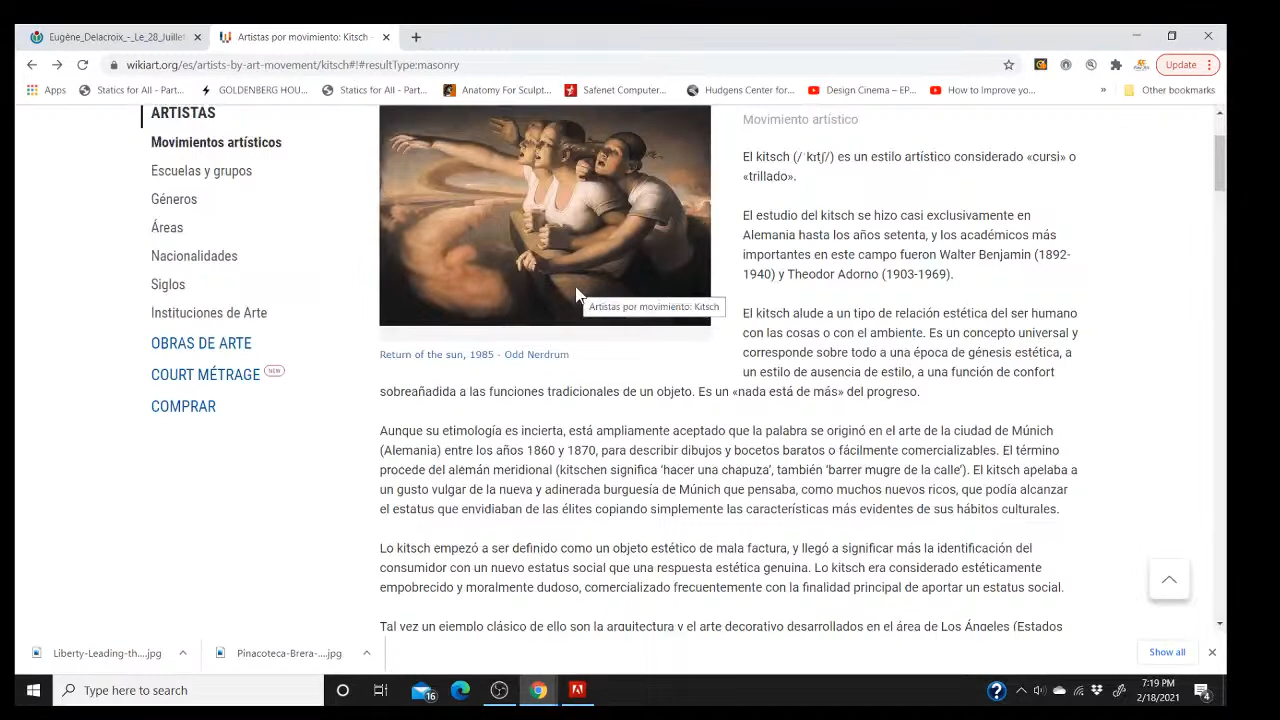 Eugène_Delacroix_-_Le_28_Juillet
Artistas por movimiento: Kitsch -
wikiart.org/es/artists-by-art-movement/kitsch#!#resultType:masonry
Update
Apps
Statics for All - Part...
GOLDENBERG HOU...
Statics for All - Part...
Anatomy For Sculpt...
Safenet Computer...
Hudgens Center for...
Design Cinema – EP...
How to Improve yo...
»
Other bookmarks
ARTISTAS
Movimientos artísticos
Escuelas y grupos
Géneros
Áreas
Nacionalidades
Siglos
Instituciones de Arte
OBRAS DE ARTE
COURT MÉTRAGE NEW
COMPRAR
Artistas por movimiento: Kitsch
Return of the sun, 1985 - Odd Nerdrum
Movimiento artístico
El kitsch (/ kɪtʃ/) es un estilo artístico considerado «cursi» o
«trillado».
El estudio del kitsch se hizo casi exclusivamente en
Alemania hasta los años setenta, y los académicos más
importantes en este campo fueron Walter Benjamin (1892-
1940) y Theodor Adorno (1903-1969).
El kitsch alude a un tipo de relación estética del ser humano
con las cosas o con el ambiente. Es un concepto universal y
corresponde sobre todo a una época de génesis estética, a
un estilo de ausencia de estilo, a una función de confort
sobreañadida a las funciones tradicionales de un objeto. Es un «nada está de más» del progreso.
Aunque su etimología es incierta, está ampliamente aceptado que la palabra se originó en el arte de la ciudad de Múnich
(Alemania) entre los años 1860 y 1870, para describir dibujos y bocetos baratos o fácilmente comercializables. El término
procede del alemán meridional (kitschen significa ‘hacer una chapuza’, también ‘barrer mugre de la calle’). El kitsch apelaba a
un gusto vulgar de la nueva y adinerada burguesía de Múnich que pensaba, como muchos nuevos ricos, que podía alcanzar
el estatus que envidiaban de las élites copiando simplemente las características más evidentes de sus hábitos culturales.
Lo kitsch empezó a ser definido como un objeto estético de mala factura, y llegó a significar más la identificación del
consumidor con un nuevo estatus social que una respuesta estética genuina. Lo kitsch era considerado estéticamente
empobrecido y moralmente dudoso, comercializado frecuentemente con la finalidad principal de aportar un estatus social.
Tal vez un ejemplo clásico de ello son la arquitectura y el arte decorativo desarrollados en el área de Los Ángeles (Estados
Liberty-Leading-th....jpg
Pinacoteca-Brera-....jpg
Show all
Type here to search
16
7:19 PM
2/18/2021
4